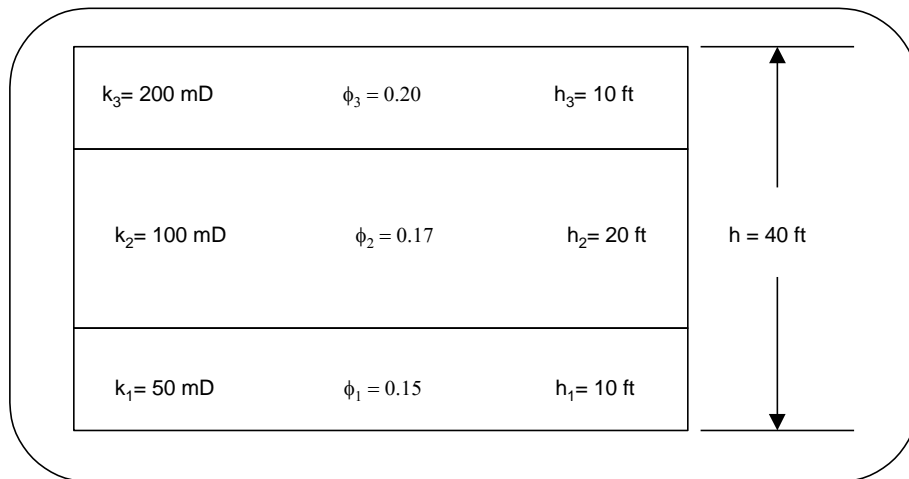 k₃= 200 mD ϕ₃ = 0.20 h₃= 10 ft
k₂= 100 mD ϕ₂ = 0.17 h₂= 20 ft h = 40 ft
k₁= 50 mD ϕ₁ = 0.15 h₁= 10 ft